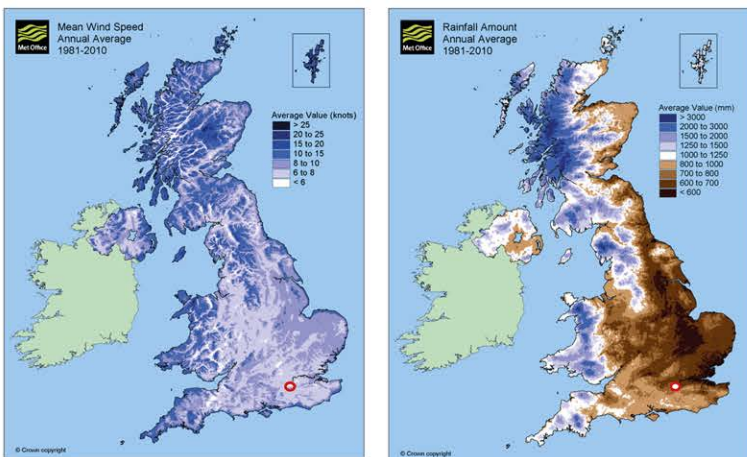 Met Office
Mean Wind Speed
Annual Average
1981-2010
Average Value (knots)
> 25
20 to 25
15 to 20
10 to 15
8 to 10
6 to 8
< 6
© Crown copyright
Met Office
Rainfall Amount
Annual Average
1981-2010
Average Value (mm)
> 3000
2000 to 3000
1500 to 2000
1250 to 1500
1000 to 1250
800 to 1000
700 to 800
600 to 700
< 600
© Crown copyright